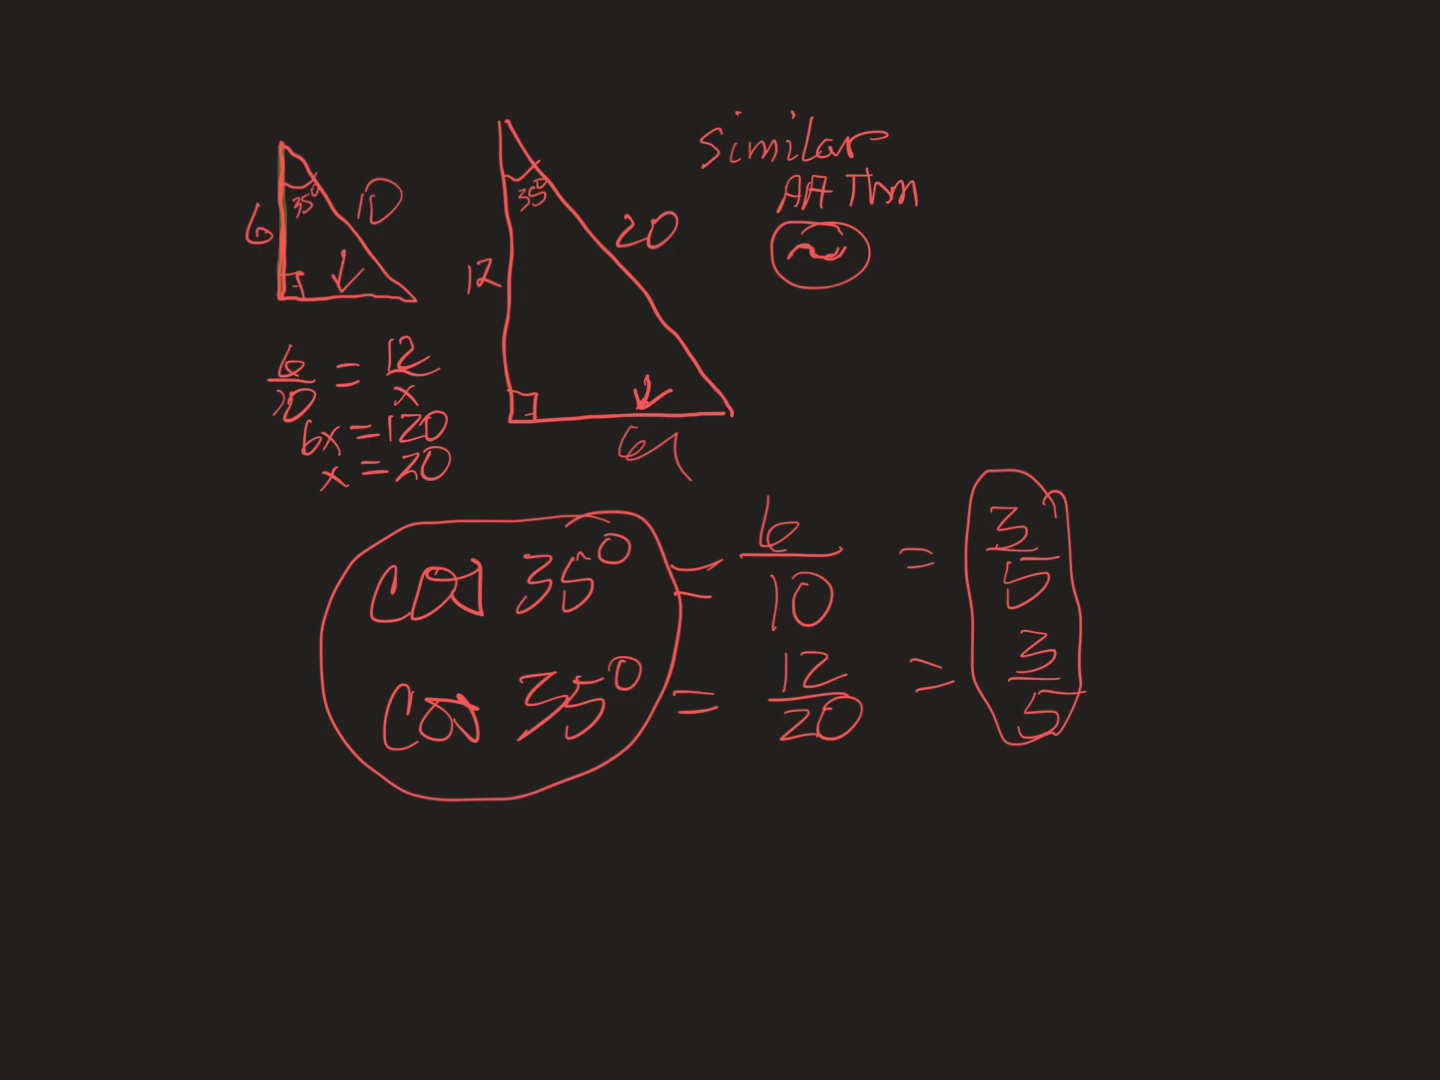 Similar
AA Thm
~
35°
6
10
35°
12
20
6/10 = 12/x
6x = 120
x = 20
cos 35° = 6/10 = 3/5
cos 35° = 12/20 = 3/5